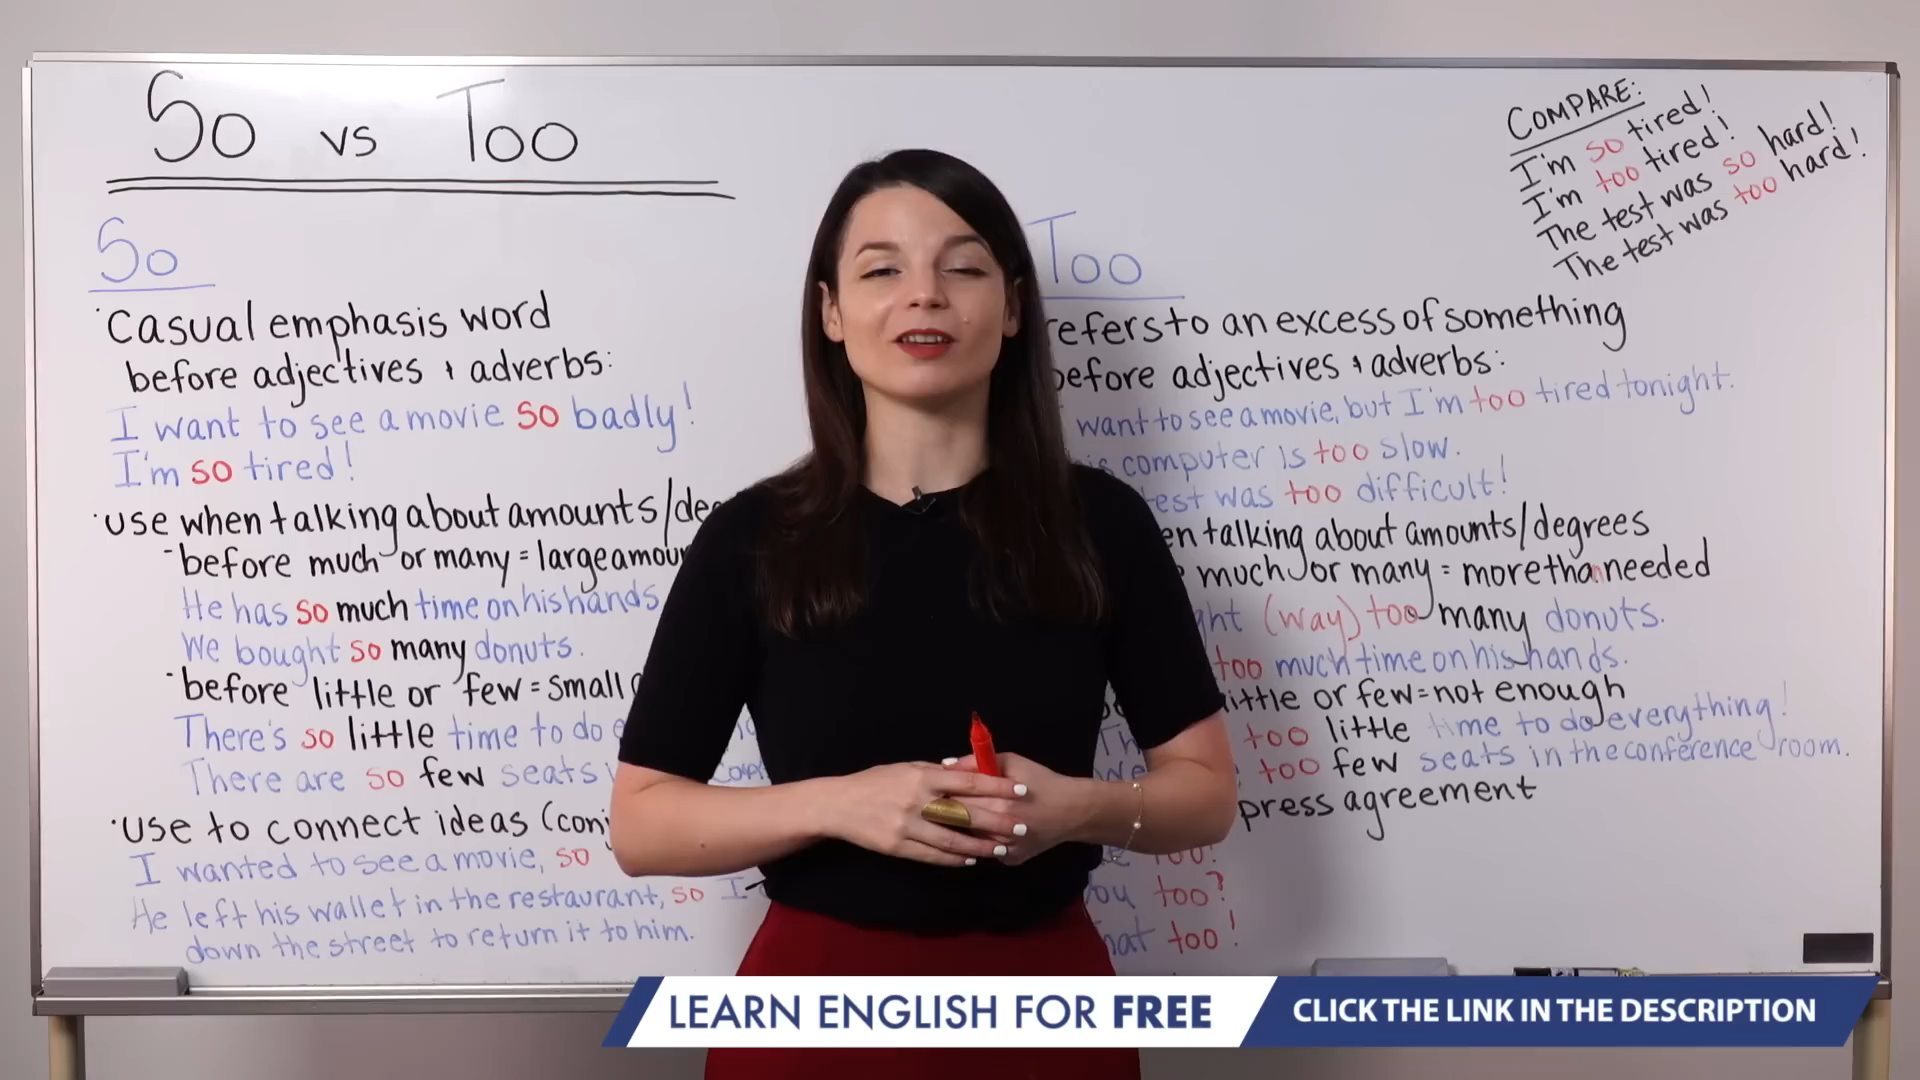 So vs Too
So
·Casual emphasis word
before adjectives & adverbs:
I want to see a movie so badly!
I'm so tired!
·use when talking about amounts/
-before much or many = large
He has so much time on his hands
We bought so many donuts.
-before little or few = small
There's so little time to do
There are so few seats
·use to connect ideas
I wanted to see a movie, so
He left his wallet in the restaurant, so I
down the street to return it to him.
Too
refers to an excess of something
before adjectives & adverbs:
want to see a movie, but I'm too tired tonight.
computer is too slow.
test was too difficult!
talking about amounts/degrees
much or many = more than needed
(way) too many donuts.
too much time on his hands.
little or few = not enough
too little time to do everything!
too few seats in the conference room.
agreement
too!
you too?
too!
COMPARE:
I'm so tired!
I'm too tired!
The test was so hard!
The test was too hard!
LEARN ENGLISH FOR FREE
CLICK THE LINK IN THE DESCRIPTION